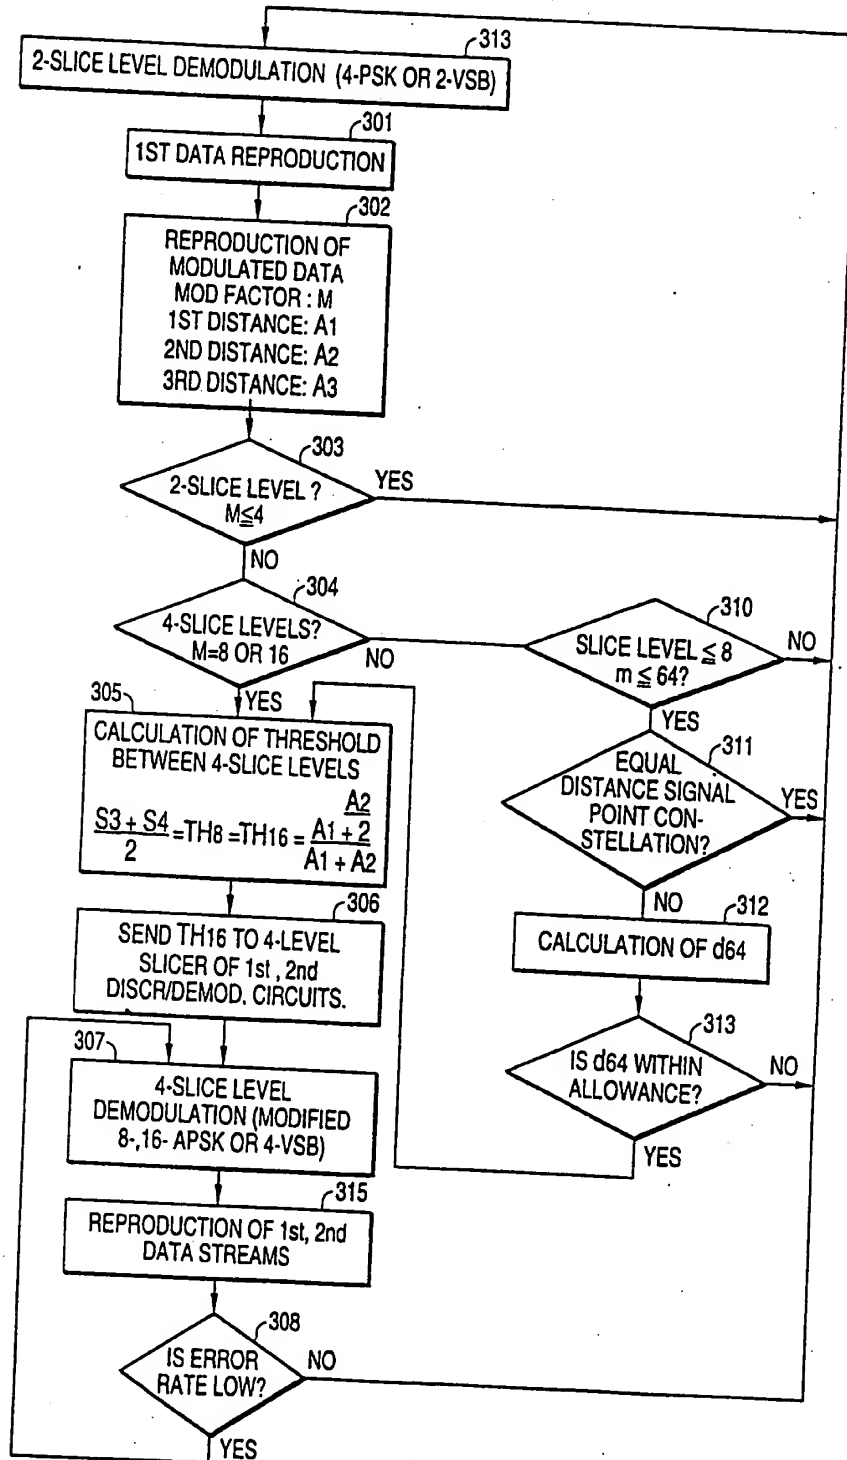 313
2-SLICE LEVEL DEMODULATION (4-PSK OR 2-VSB)
301
1ST DATA REPRODUCTION
302
REPRODUCTION OF
MODULATED DATA
MOD FACTOR : M
1ST DISTANCE: A1
2ND DISTANCE: A2
3RD DISTANCE: A3
303
2-SLICE LEVEL ?
M≦4
YES
NO
304
4-SLICE LEVELS?
M=8 OR 16
NO
YES
310
SLICE LEVEL ≦ 8
m ≦ 64?
NO
YES
305
CALCULATION OF THRESHOLD
BETWEEN 4-SLICE LEVELS
A2
S3 + S4
2
=TH8 =TH16 =
A1 + 2
A1 + A2
311
EQUAL
DISTANCE SIGNAL
POINT CON-
STELLATION?
YES
NO
306
SEND TH16 TO 4-LEVEL
SLICER OF 1st , 2nd
DISCR/DEMOD. CIRCUITS.
312
CALCULATION OF d64
307
4-SLICE LEVEL
DEMODULATION (MODIFIED
8-,16- APSK OR 4-VSB)
313
IS d64 WITHIN
ALLOWANCE?
NO
YES
315
REPRODUCTION OF 1st, 2nd
DATA STREAMS
308
IS ERROR
RATE LOW?
NO
YES